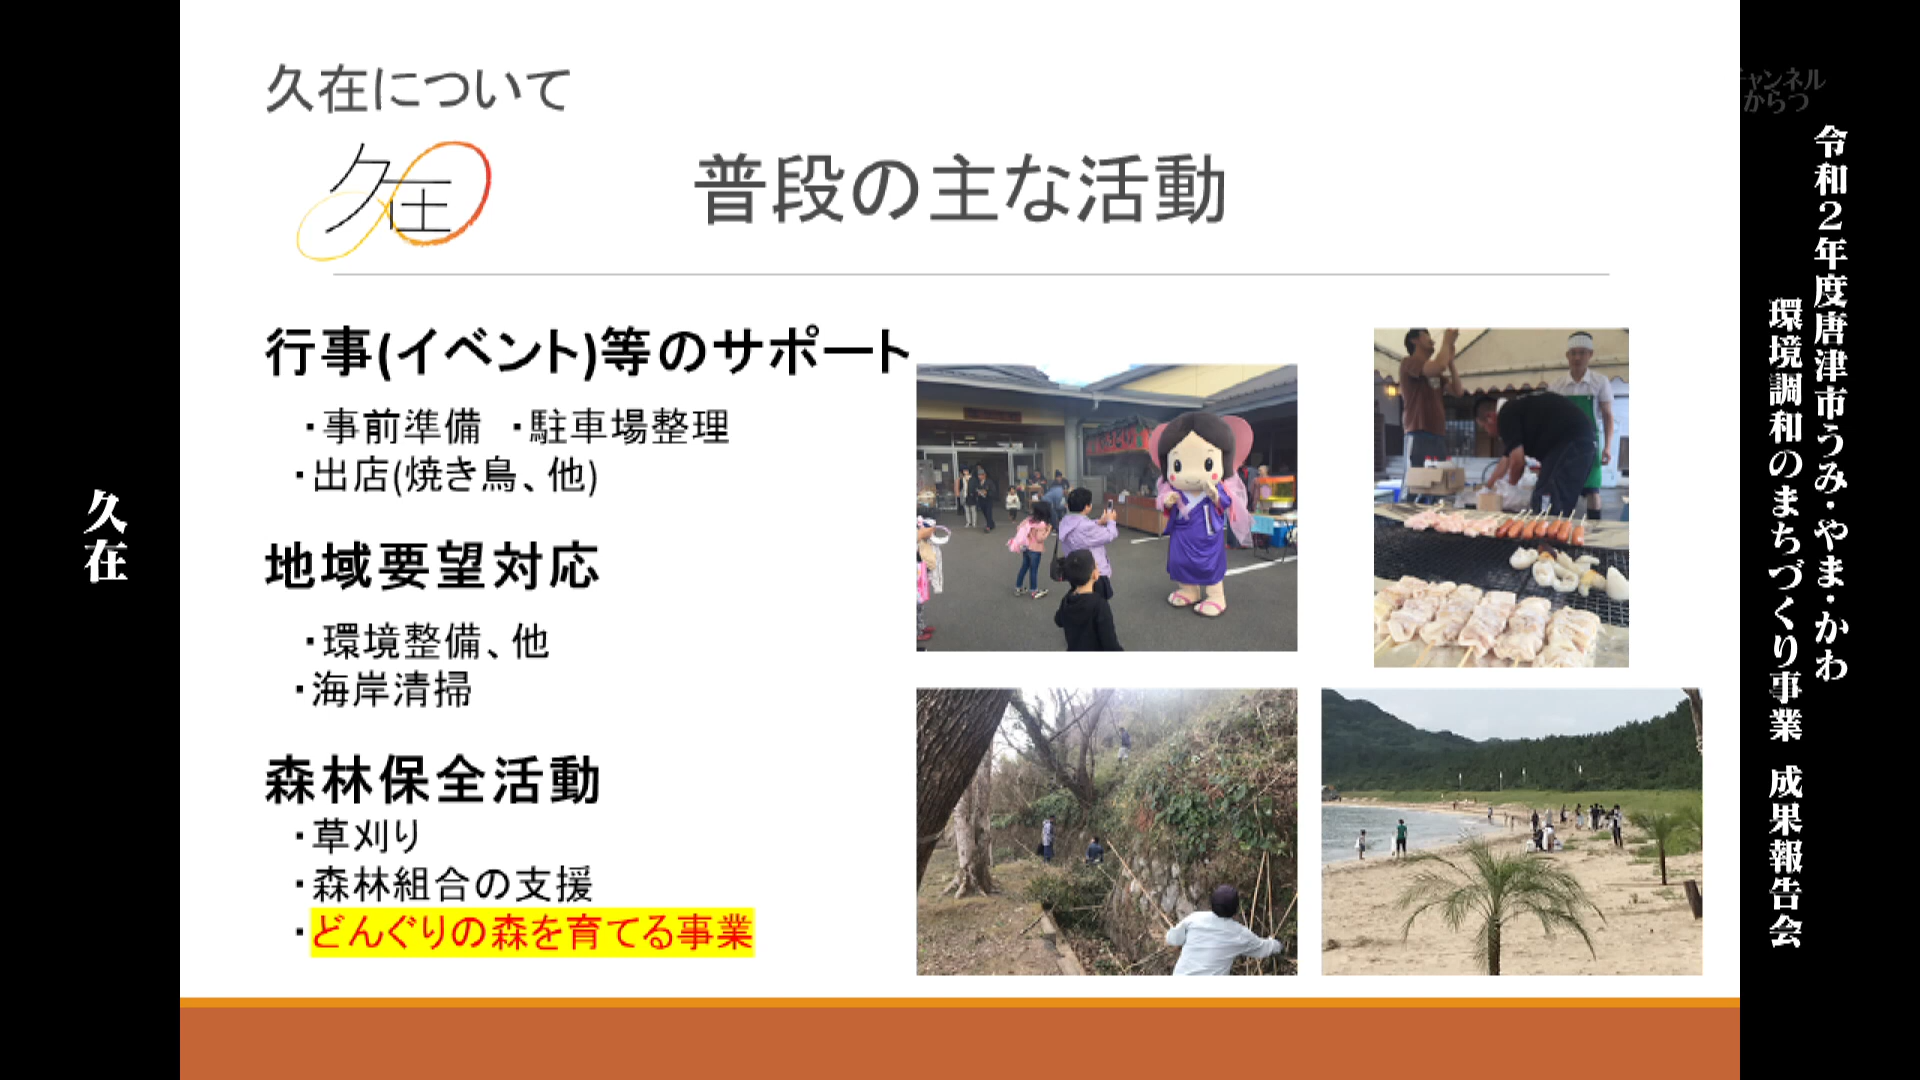 久在について
久在
普段の主な活動
行事(イベント)等のサポート
・事前準備 ・駐車場整理
・出店(焼き鳥、他)
地域要望対応
・環境整備、他
・海岸清掃
森林保全活動
・草刈り
・森林組合の支援
・どんぐりの森を育てる事業
久在
チャンネル
からつ
令和２年度唐津市うみ・やま・かわ
環境調和のまちづくり事業 成果報告会